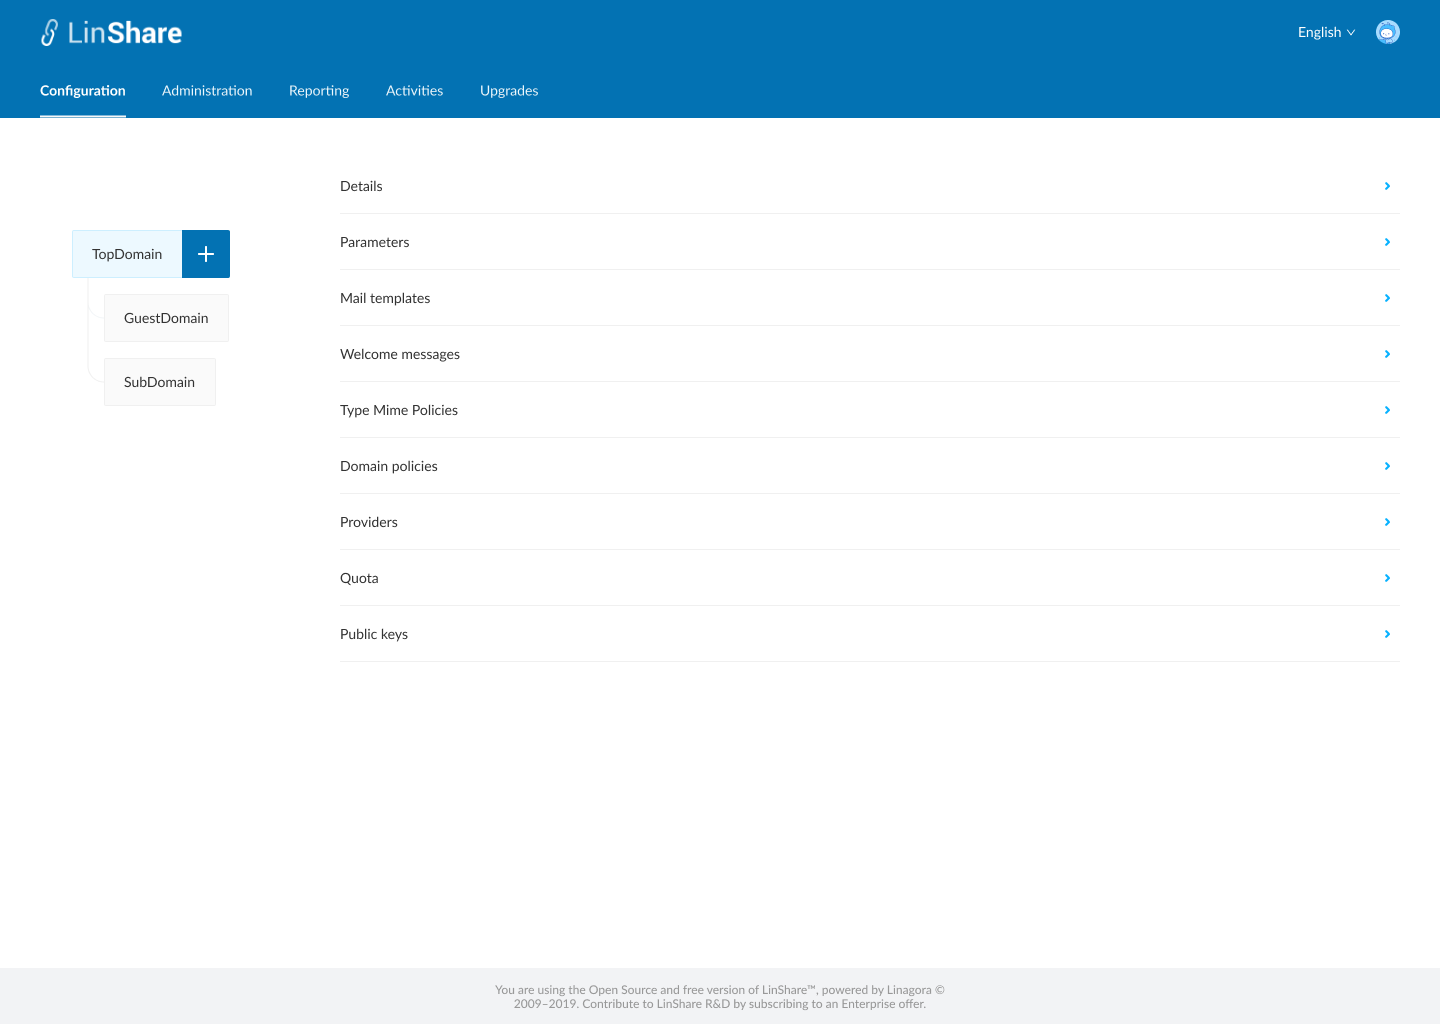 LinShare
English
Configuration Administration Reporting Activities Upgrades
TopDomain
GuestDomain
SubDomain
Details
Parameters
Mail templates
Welcome messages
Type Mime Policies
Domain policies
Providers
Quota
Public keys
You are using the Open Source and free version of LinShare™, powered by Linagora ©
2009–2019. Contribute to LinShare R&D by subscribing to an Enterprise offer.